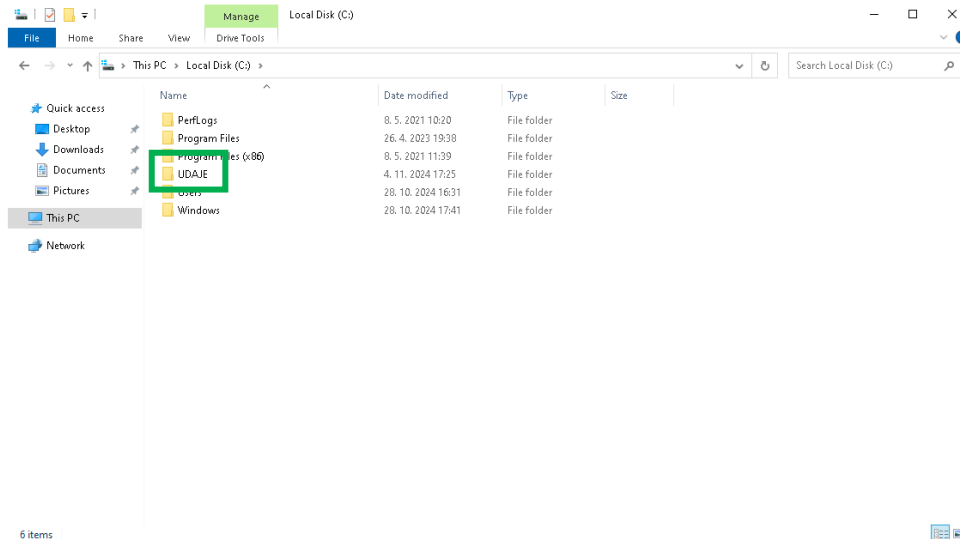 Manage Local Disk (C:)
File Home Share View Drive Tools
This PC > Local Disk (C:) > Search Local Disk (C:)
Name Date modified Type Size
Quick access
Desktop
Downloads
Documents
Pictures
This PC
Network
PerfLogs 8. 5. 2021 10:20 File folder
Program Files 26. 4. 2023 19:38 File folder
Program Files (x86) 8. 5. 2021 11:39 File folder
UDAJE 4. 11. 2024 17:25 File folder
Users 28. 10. 2024 16:31 File folder
Windows 28. 10. 2024 17:41 File folder
6 items